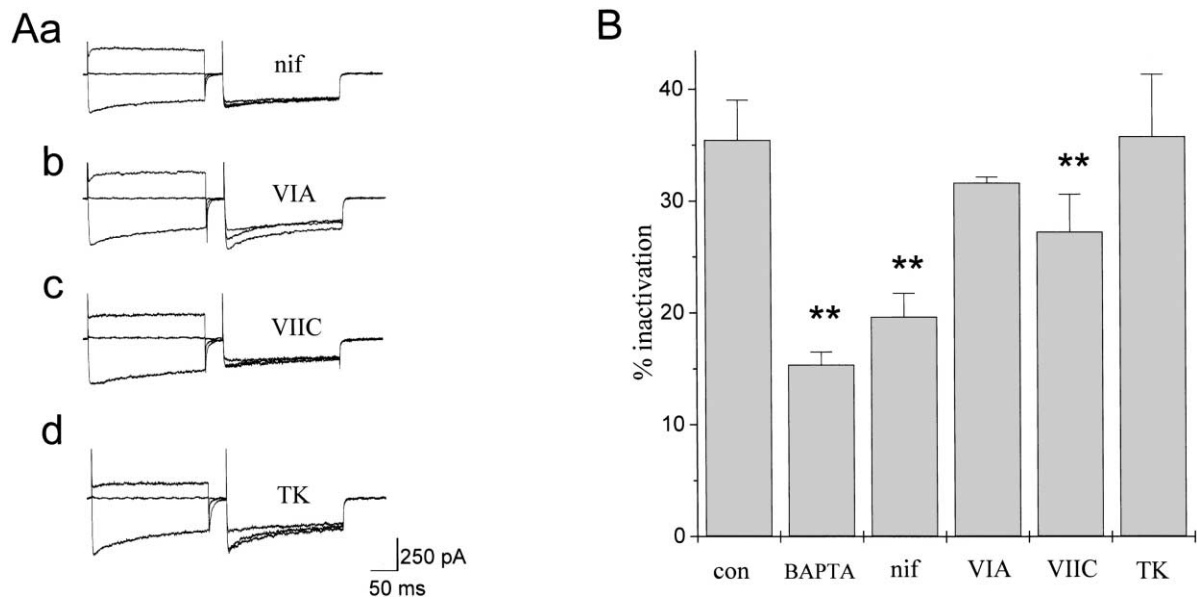 Aa
nif
b
VIA
c
VIIC
d
TK
250 pA
50 ms
B
% inactivation
40
30
20
10
0
**
**
**
con BAPTA nif VIA VIIC TK